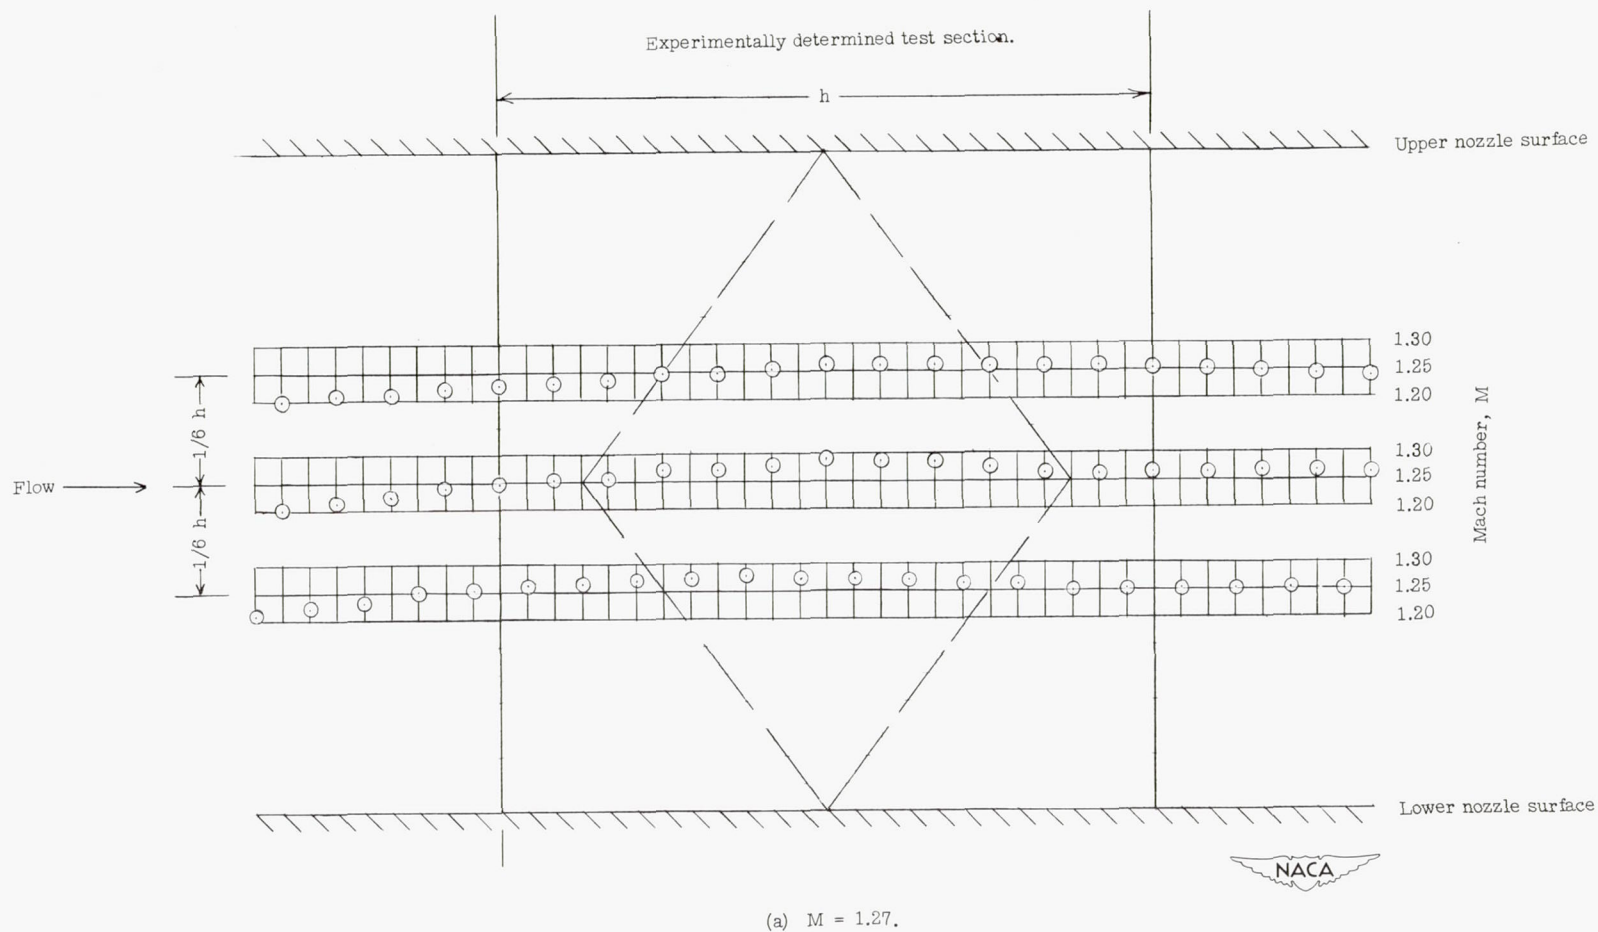 Experimentally determined test section.
h
Upper nozzle surface
1.30
1.25
1.20
1/6 h
1.30
1.25
1.20
Flow
Mach number, M
1/6 h
1.30
1.25
1.20
Lower nozzle surface
NACA
(a) M = 1.27.